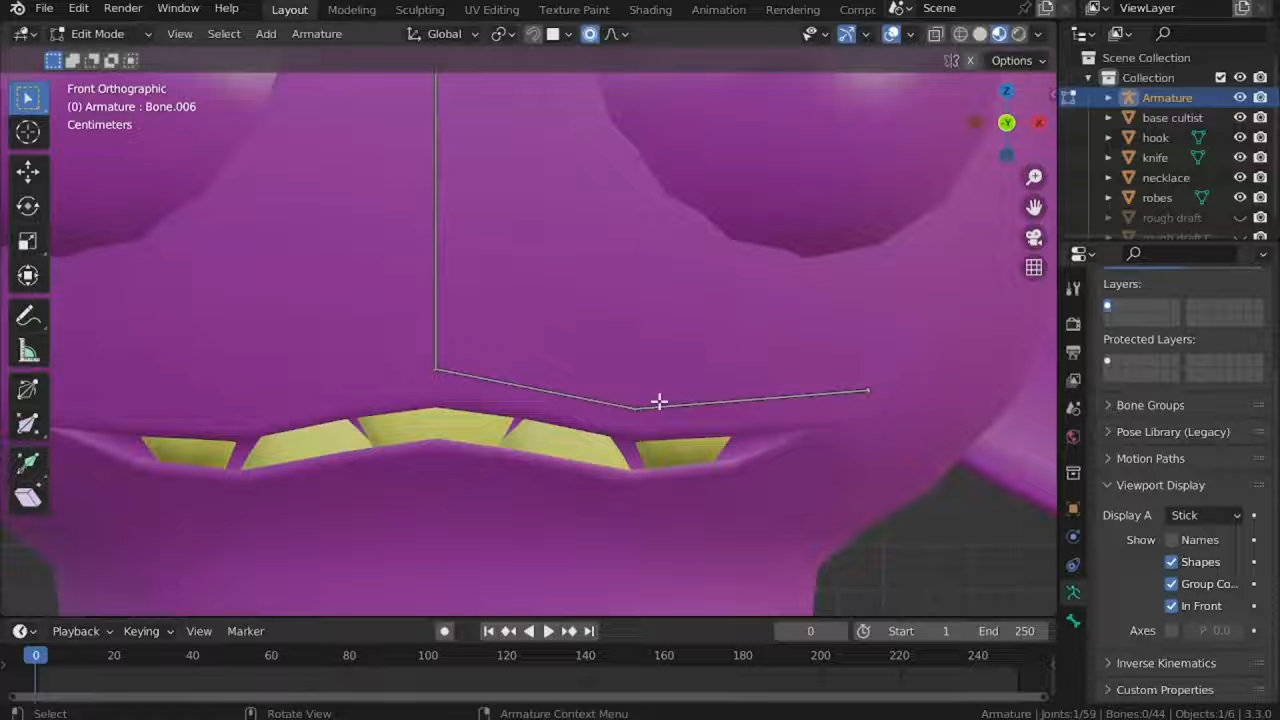 File Edit Render Window Help Layout Modeling Sculpting UV Editing Texture Paint Shading Animation Rendering Compc Scene ViewLayer
Edit Mode View Select Add Armature Global
X Options
Front Orthographic
(0) Armature : Bone.006
Centimeters
Z
-Y
X
Scene Collection
Collection
Armature
base cultist
hook
knife
necklace
robes
rough draft
Layers:
Protected Layers:
Bone Groups
Pose Library (Legacy)
Motion Paths
Viewport Display
Display A Stick
Show Names
Shapes
Group Co...
In Front
Axes P 0.0
Inverse Kinematics
Custom Properties
Playback Keying View Marker 0 Start 1 End 250
0 20 40 60 80 100 120 140 160 180 200 220 240
Select Rotate View Armature Context Menu Armature | Joints:1/59 | Bones:0/44 | Objects:1/6 | 3.3.0